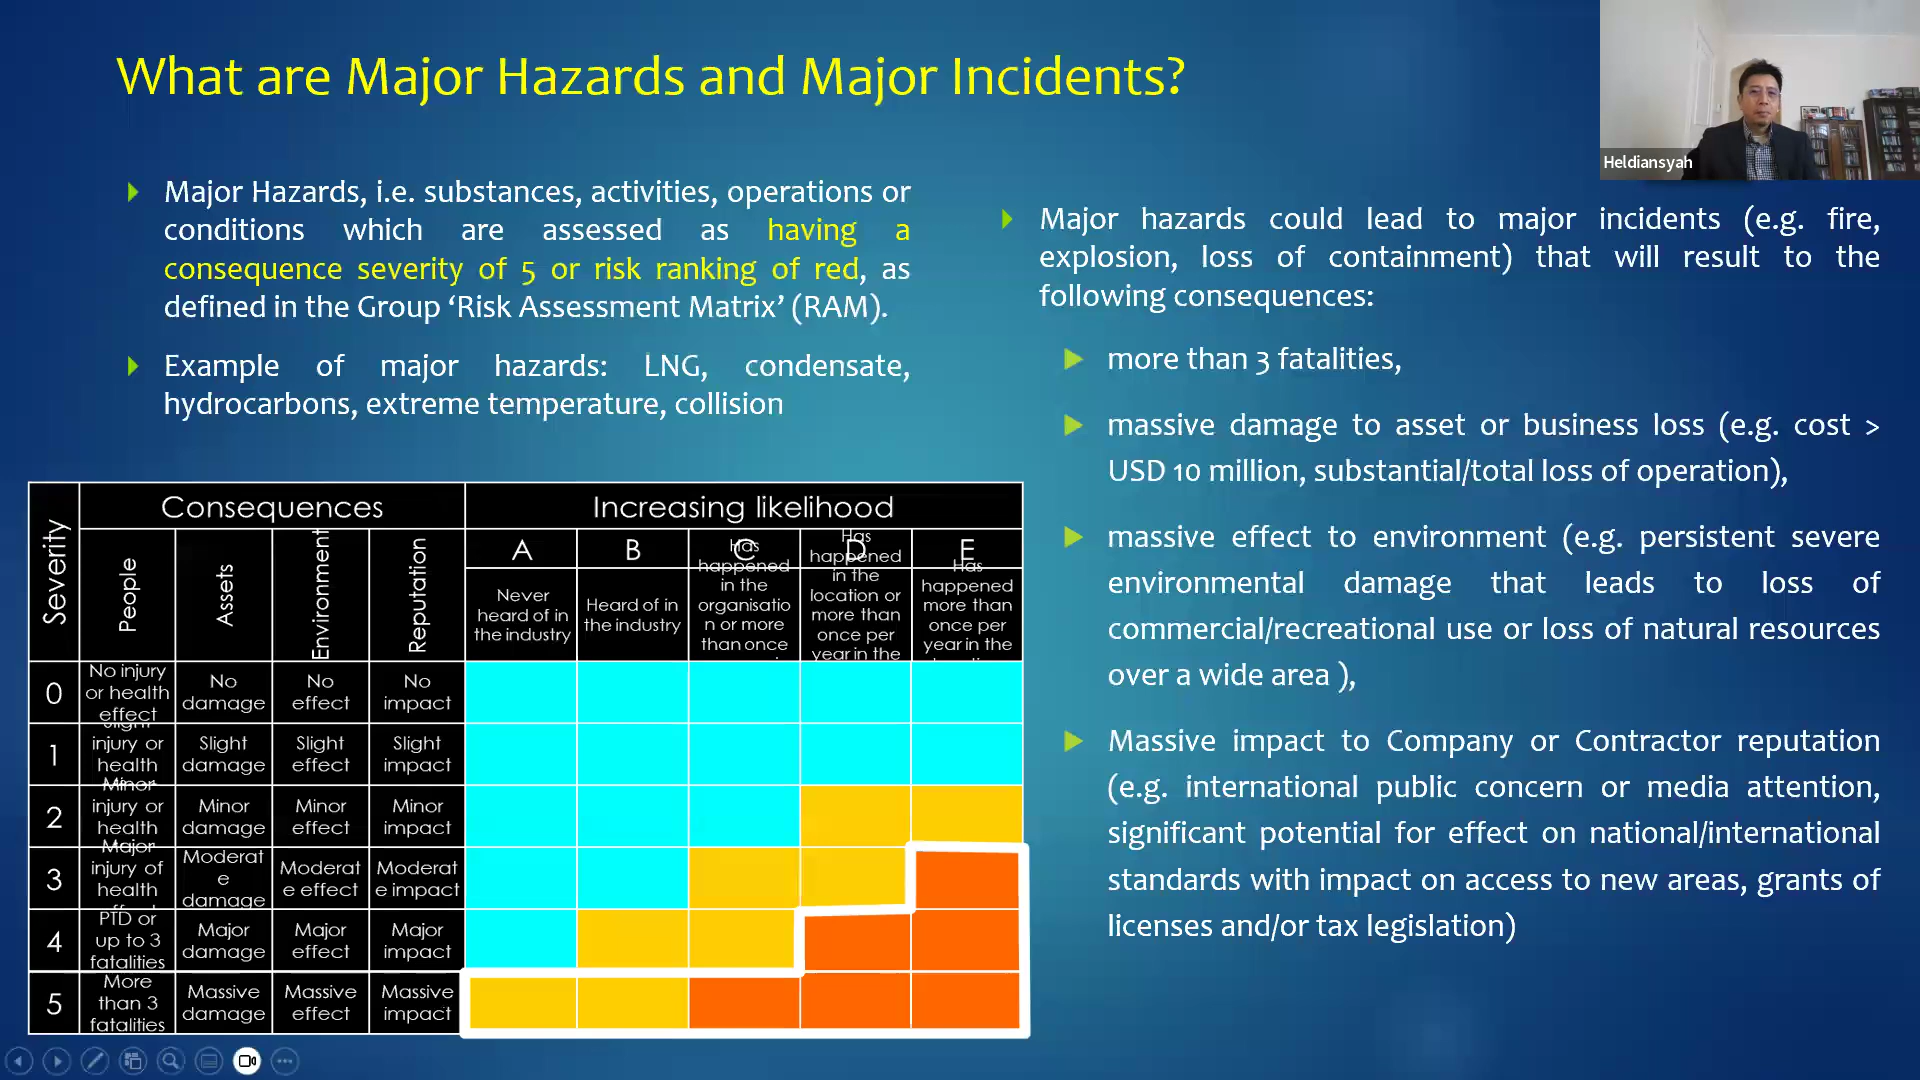 What are Major Hazards and Major Incidents?
Heldiansyah
Major Hazards, i.e. substances, activities, operations or
conditions which are assessed as having a
consequence severity of 5 or risk ranking of red, as
defined in the Group ‘Risk Assessment Matrix’ (RAM).
Example of major hazards: LNG, condensate,
hydrocarbons, extreme temperature, collision
Major hazards could lead to major incidents (e.g. fire,
explosion, loss of containment) that will result to the
following consequences:
more than 3 fatalities,
massive damage to asset or business loss (e.g. cost >
USD 10 million, substantial/total loss of operation),
massive effect to environment (e.g. persistent severe
environmental damage that leads to loss of
commercial/recreational use or loss of natural resources
over a wide area ),
Massive impact to Company or Contractor reputation
(e.g. international public concern or media attention,
significant potential for effect on national/international
standards with impact on access to new areas, grants of
licenses and/or tax legislation)
Severity
Consequences
Increasing likelihood
People
Assets
Environment
Reputation
A
B
C
D
E
Never
heard of in
the industry
Heard of in
the industry
Has
happened
in the
organisatio
n or more
than once
Has
happened
in the
location or
more than
once per
year in the
Has
happened
more than
once per
year in the
0
No injury
or health
effect
No
damage
No
effect
No
impact
1
Slight
injury or
health
Slight
damage
Slight
effect
Slight
impact
2
Minor
injury or
health
Minor
damage
Minor
effect
Minor
impact
3
Major
injury of
health
Moderat
e
damage
Moderat
e effect
Moderat
e impact
4
PTD or
up to 3
fatalities
Major
damage
Major
effect
Major
impact
5
More
than 3
fatalities
Massive
damage
Massive
effect
Massive
impact